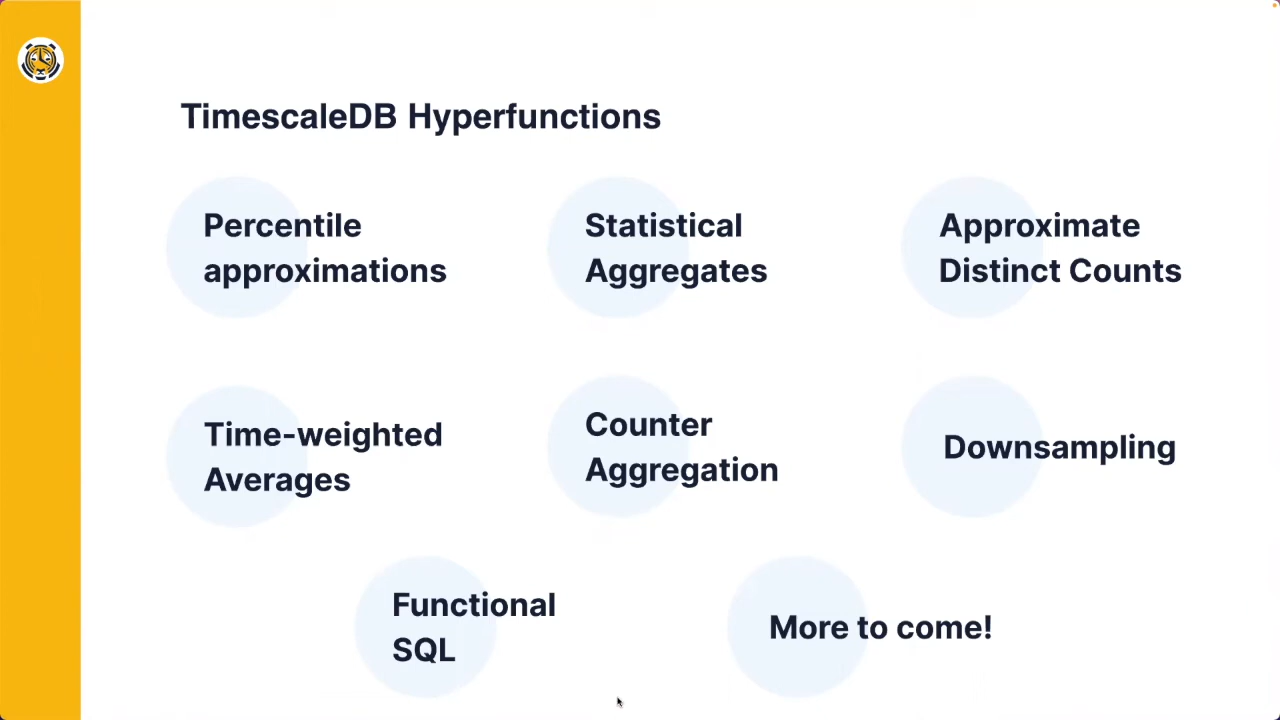 TimescaleDB Hyperfunctions
Percentile
approximations
Statistical
Aggregates
Approximate
Distinct Counts
Time-weighted
Averages
Counter
Aggregation
Downsampling
Functional
SQL
More to come!